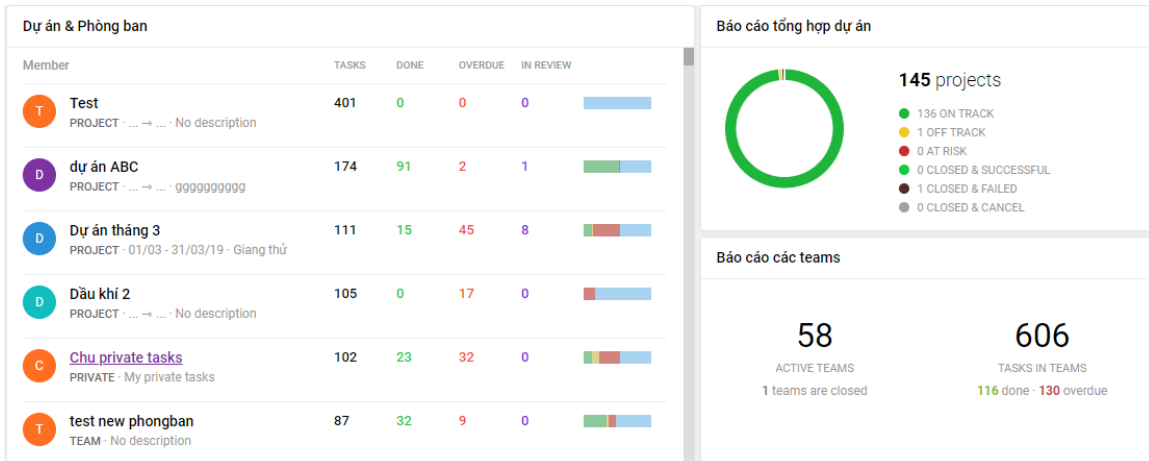 Dự án & Phòng ban
Member TASKS DONE OVERDUE IN REVIEW
T Test 401 0 0 0
PROJECT · ... → ... · No description
D dự án ABC 174 91 2 1
PROJECT · ... → ... · gggggggggg
D Dự án tháng 3 111 15 45 8
PROJECT · 01/03 - 31/03/19 · Giang thử
D Dầu khí 2 105 0 17 0
PROJECT · ... → ... · No description
C Chu private tasks 102 23 32 0
PRIVATE · My private tasks
T test new phongban 87 32 9 0
TEAM · No description
Báo cáo tổng hợp dự án
145 projects
136 ON TRACK
1 OFF TRACK
0 AT RISK
0 CLOSED & SUCCESSFUL
1 CLOSED & FAILED
0 CLOSED & CANCEL
Báo cáo các teams
58 606
ACTIVE TEAMS TASKS IN TEAMS
1 teams are closed 116 done · 130 overdue